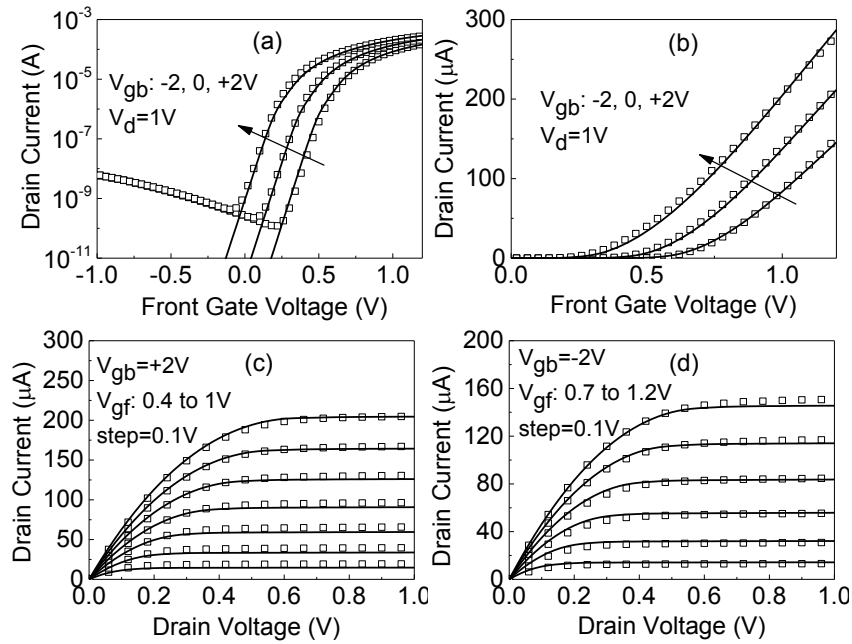 10⁻³
10⁻⁵
10⁻⁷
10⁻⁹
10⁻¹¹
Drain Current (A)
(a)
V_gb: -2, 0, +2V
V_d=1V
-1.0 -0.5 0.0 0.5 1.0
Front Gate Voltage (V)
300
200
100
0
Drain Current (μA)
(b)
V_gb: -2, 0, +2V
V_d=1V
0.0 0.5 1.0
Front Gate Voltage (V)
300
250
200
150
100
50
0
Drain Current (μA)
V_gb=+2V
(c)
V_gf: 0.4 to 1V
step=0.1V
0.0 0.2 0.4 0.6 0.8 1.0
Drain Voltage (V)
200
160
120
80
40
0
Drain Current (μA)
V_gb=-2V
(d)
V_gf: 0.7 to 1.2V
step=0.1V
0.0 0.2 0.4 0.6 0.8 1.0
Drain Voltage (V)